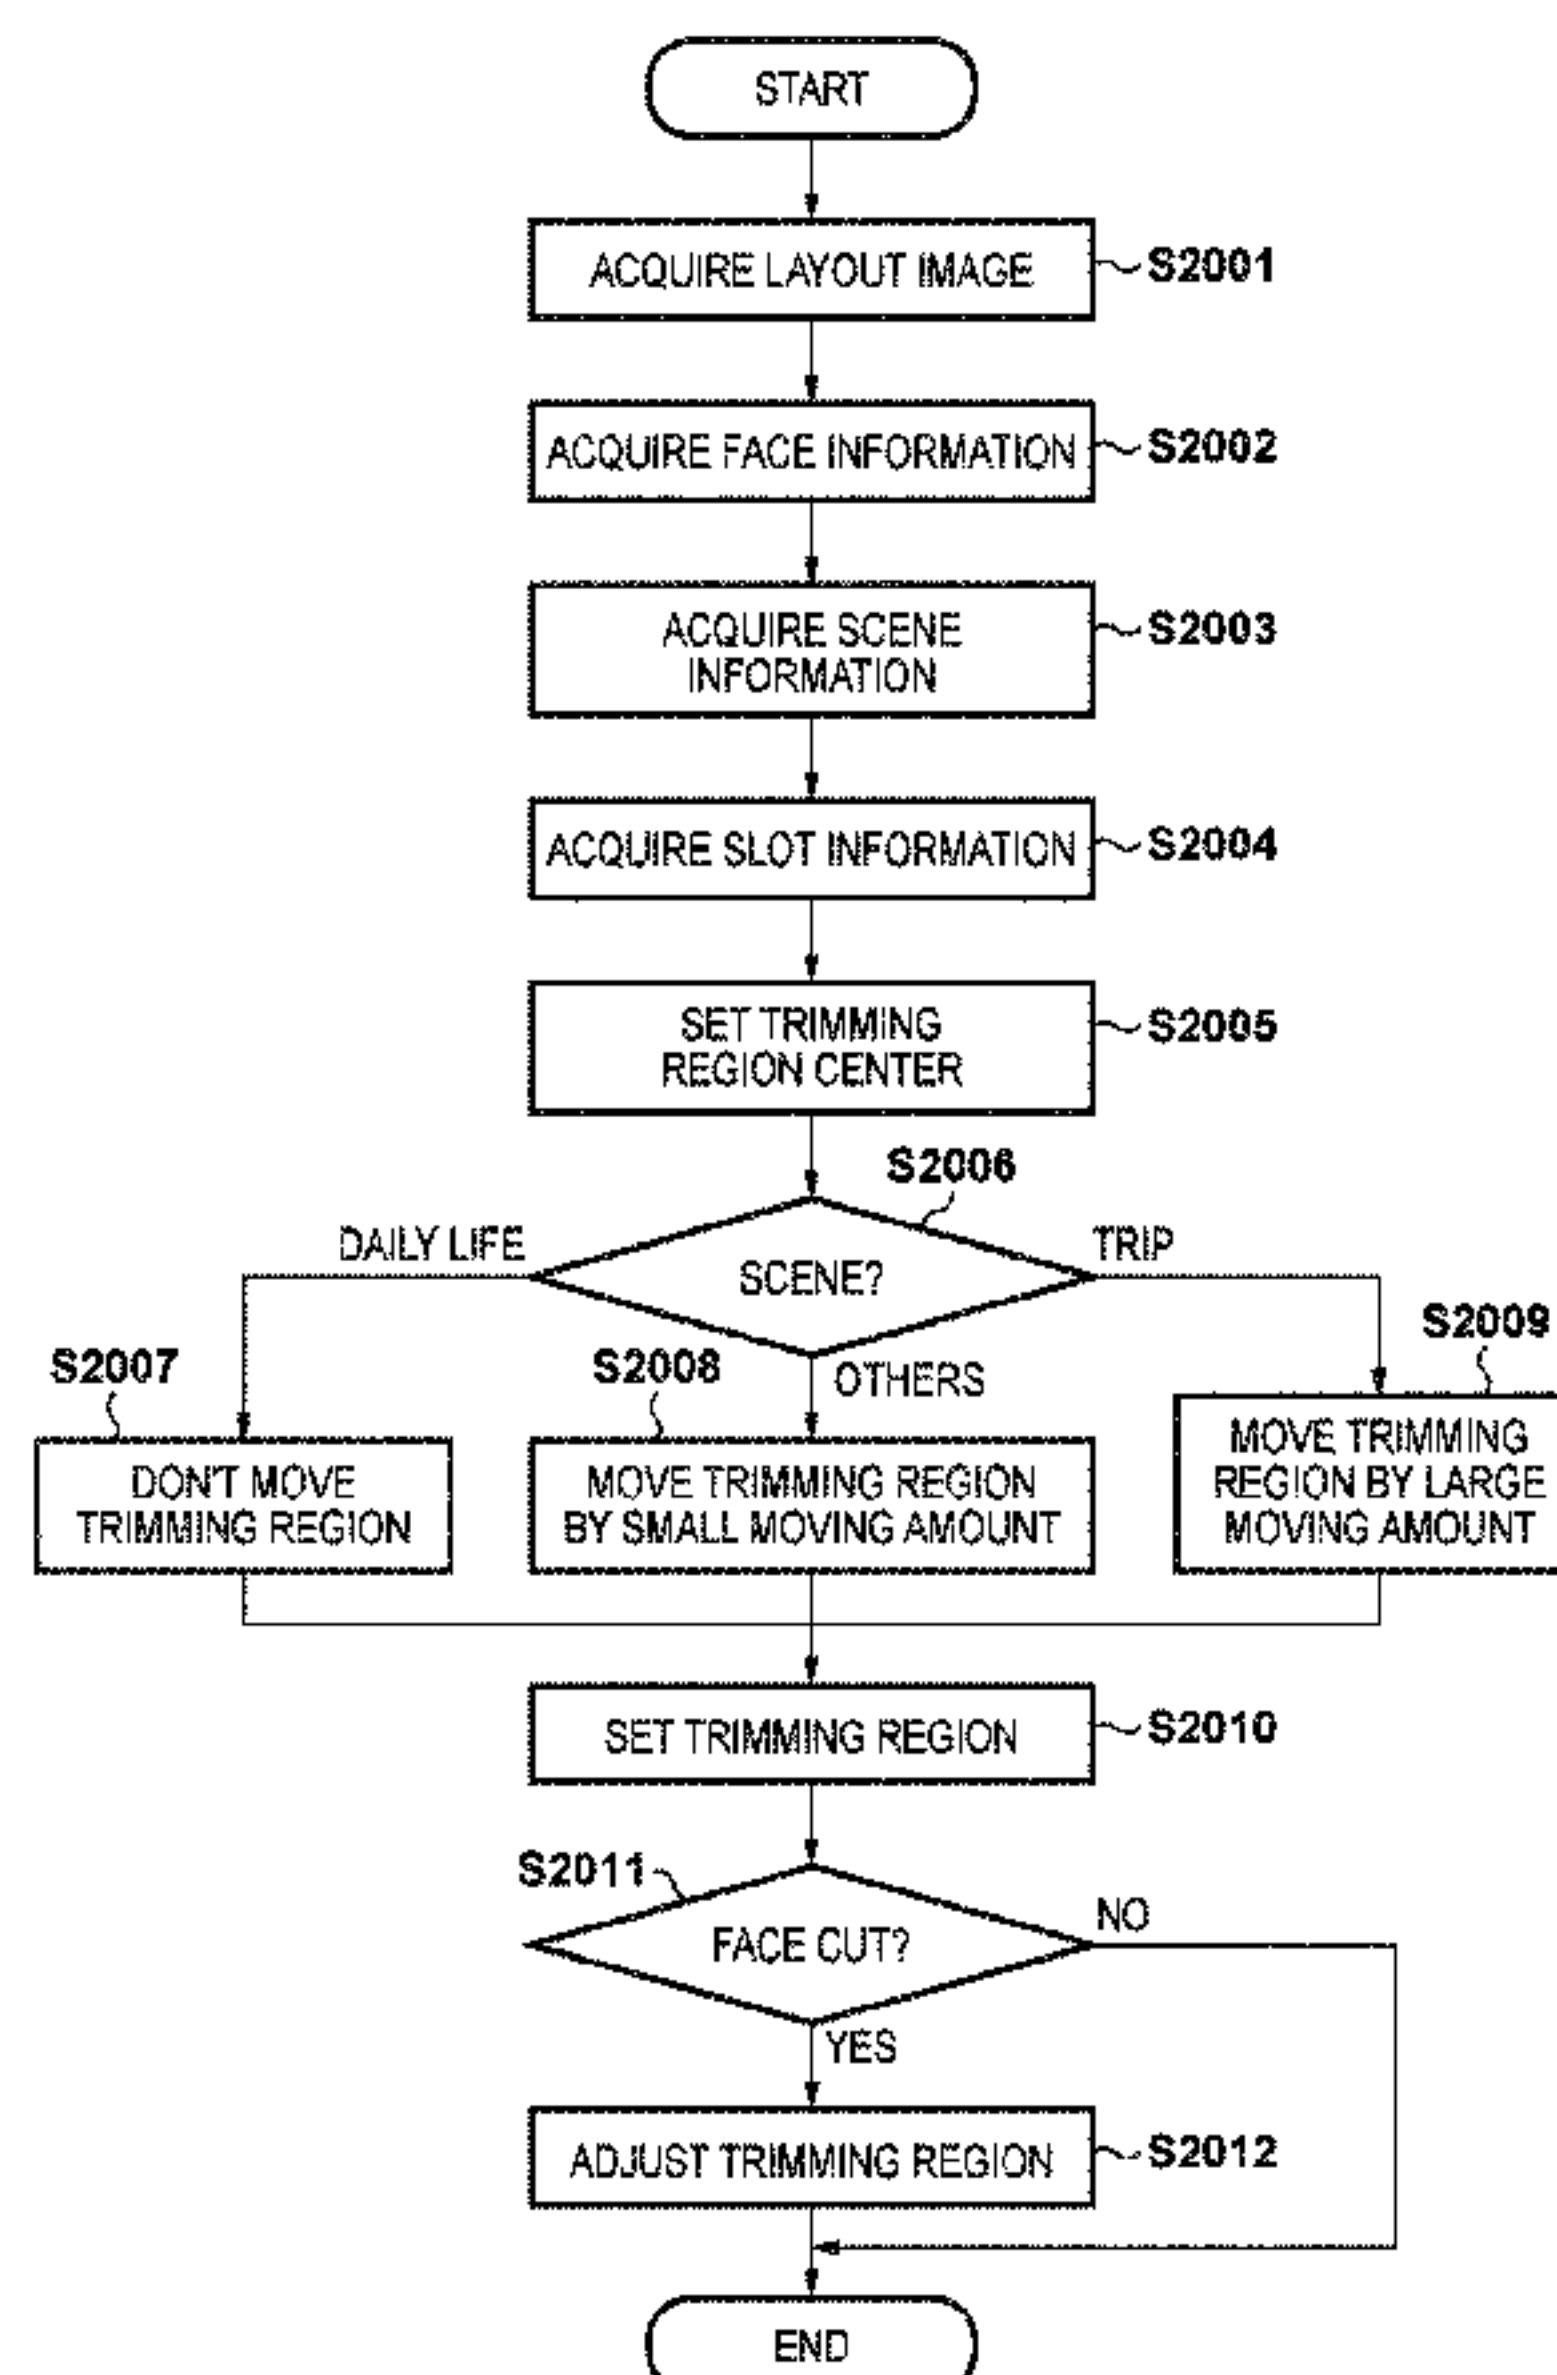 START
ACQUIRE LAYOUT IMAGE
S2001
ACQUIRE FACE INFORMATION
S2002
ACQUIRE SCENE
INFORMATION
S2003
ACQUIRE SLOT INFORMATION
S2004
SET TRIMMING
REGION CENTER
S2005
S2006
DAILY LIFE
SCENE?
TRIP
OTHERS
S2007
DON'T MOVE
TRIMMING REGION
S2008
MOVE TRIMMING REGION
BY SMALL MOVING AMOUNT
S2009
MOVE TRIMMING
REGION BY LARGE
MOVING AMOUNT
SET TRIMMING REGION
S2010
S2011
FACE CUT?
NO
YES
ADJUST TRIMMING REGION
S2012
END